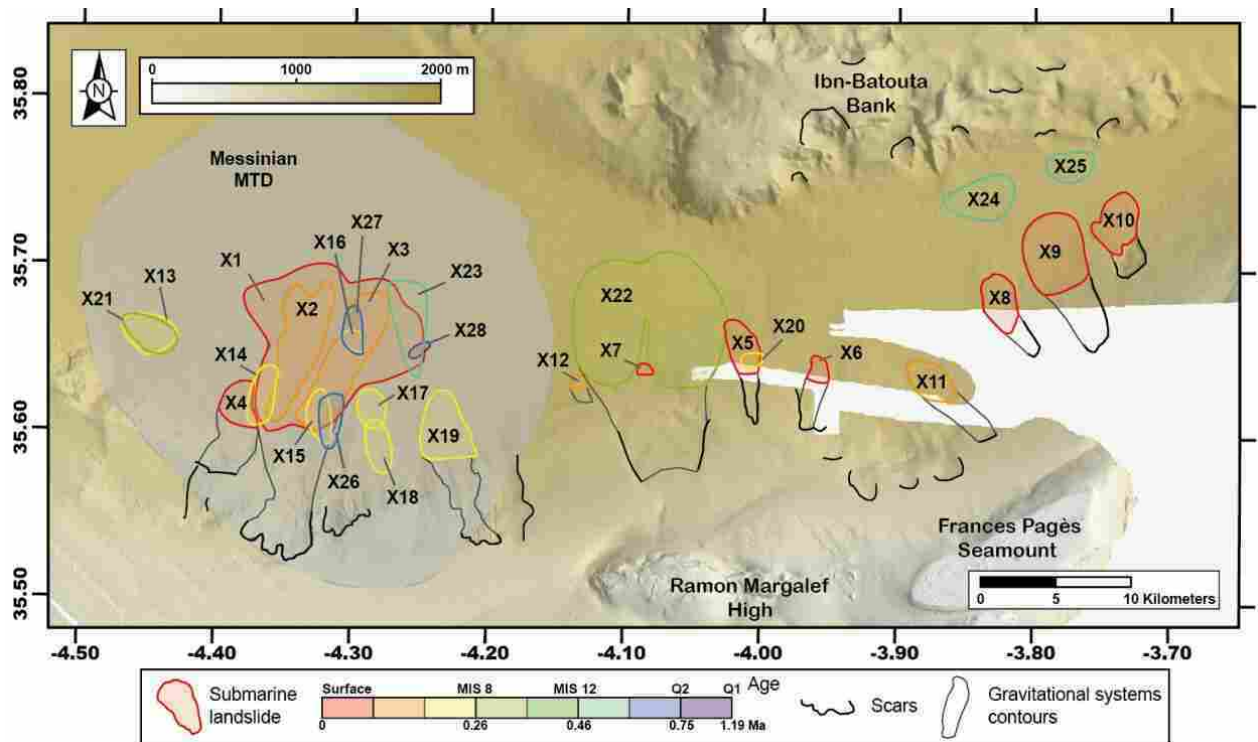 0 1000 2000 m
N
Ibn-Batouta
Bank
Messinian
MTD
X27
X16
X3
X1
X23
X13
X21
X2
X28
X14
X4
X15
X26
X17
X18
X19
X12
X22
X7
X5
X20
X6
X11
X8
X9
X10
X24
X25
Frances Pagès
Seamount
Ramon Margalef
High
0 5 10 Kilometers
35.80
35.70
35.60
35.50
-4.50 -4.40 -4.30 -4.20 -4.10 -4.00 -3.90 -3.80 -3.70
Submarine
landslide
Surface MIS 8 MIS 12 Q2 Q1 Age
0 0.26 0.46 0.75 1.19 Ma
Scars
Gravitational systems
contours